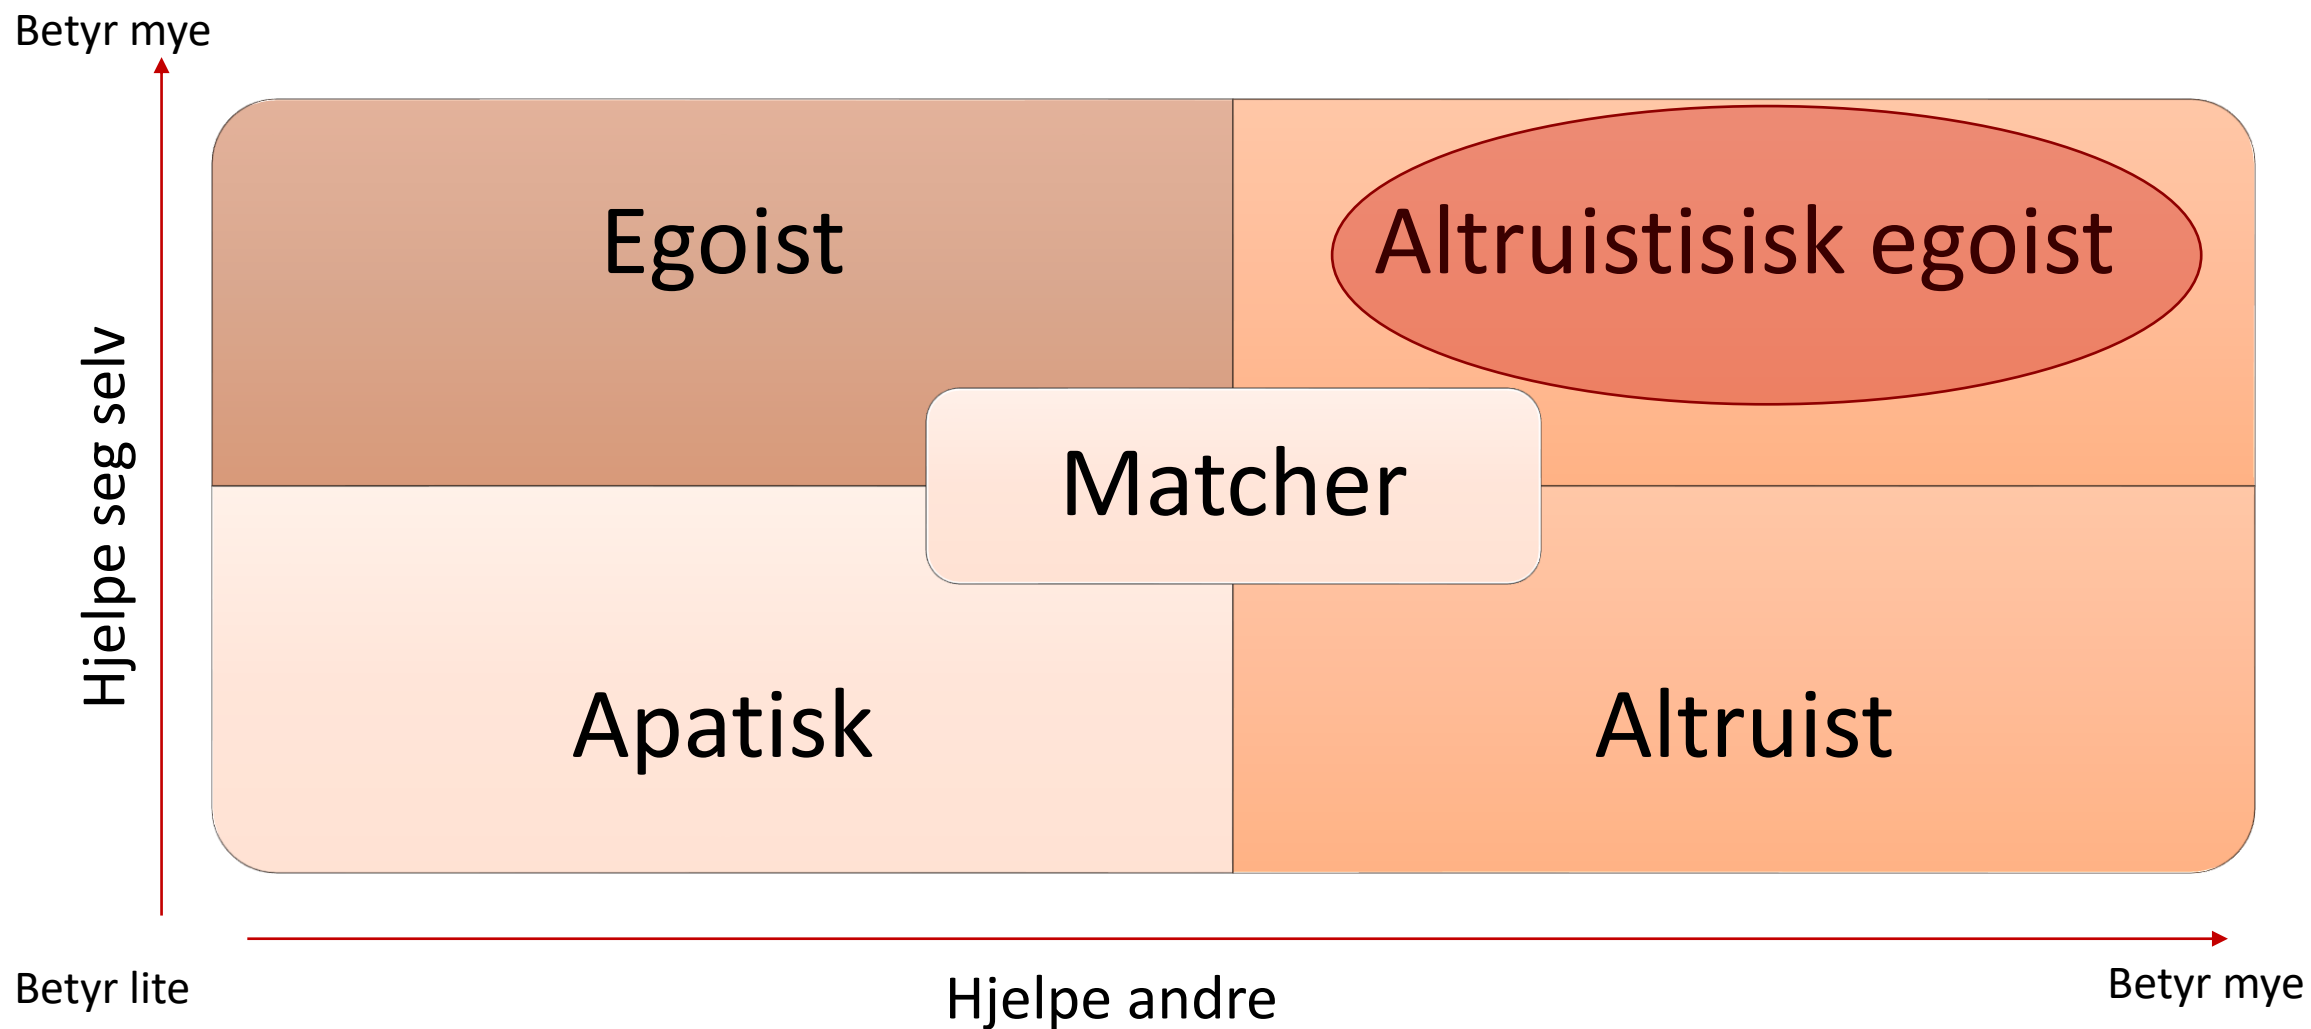 Betyr mye
Egoist
Altruistisisk egoist
Hjelpe seg selv
Matcher
Apatisk
Altruist
Betyr lite
Hjelpe andre
Betyr mye